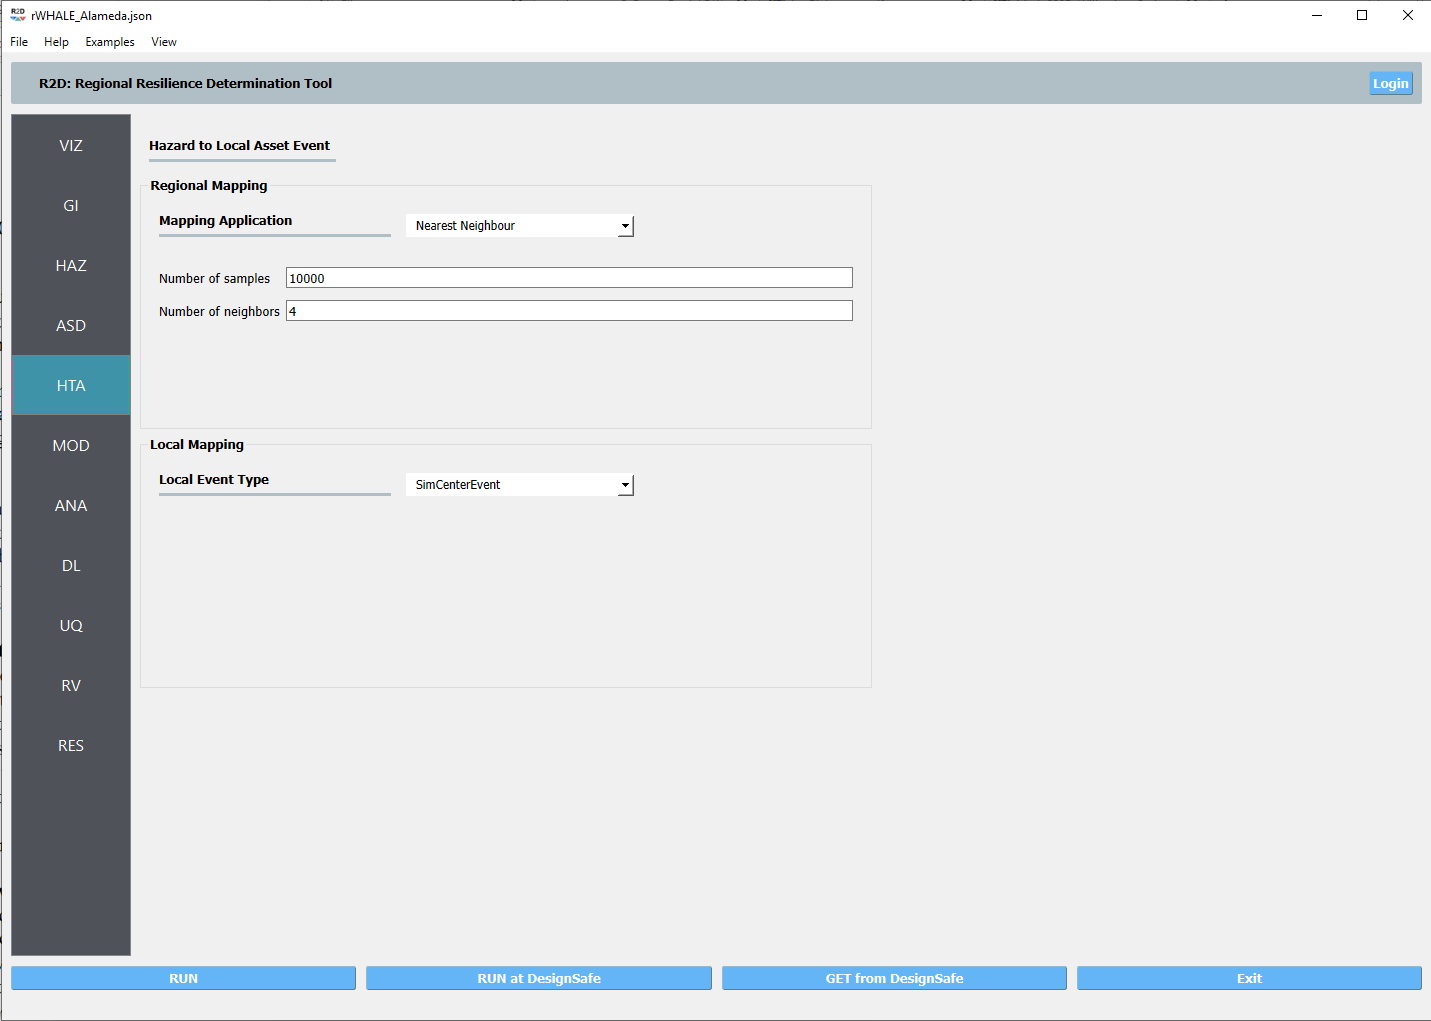 R2D rWHALE_Alameda.json
File Help Examples View
R2D: Regional Resilience Determination Tool
Login
VIZ
GI
HAZ
ASD
HTA
MOD
ANA
DL
UQ
RV
RES
Hazard to Local Asset Event
Regional Mapping
Mapping Application Nearest Neighbour
Number of samples 10000
Number of neighbors 4
Local Mapping
Local Event Type SimCenterEvent
RUN RUN at DesignSafe GET from DesignSafe Exit